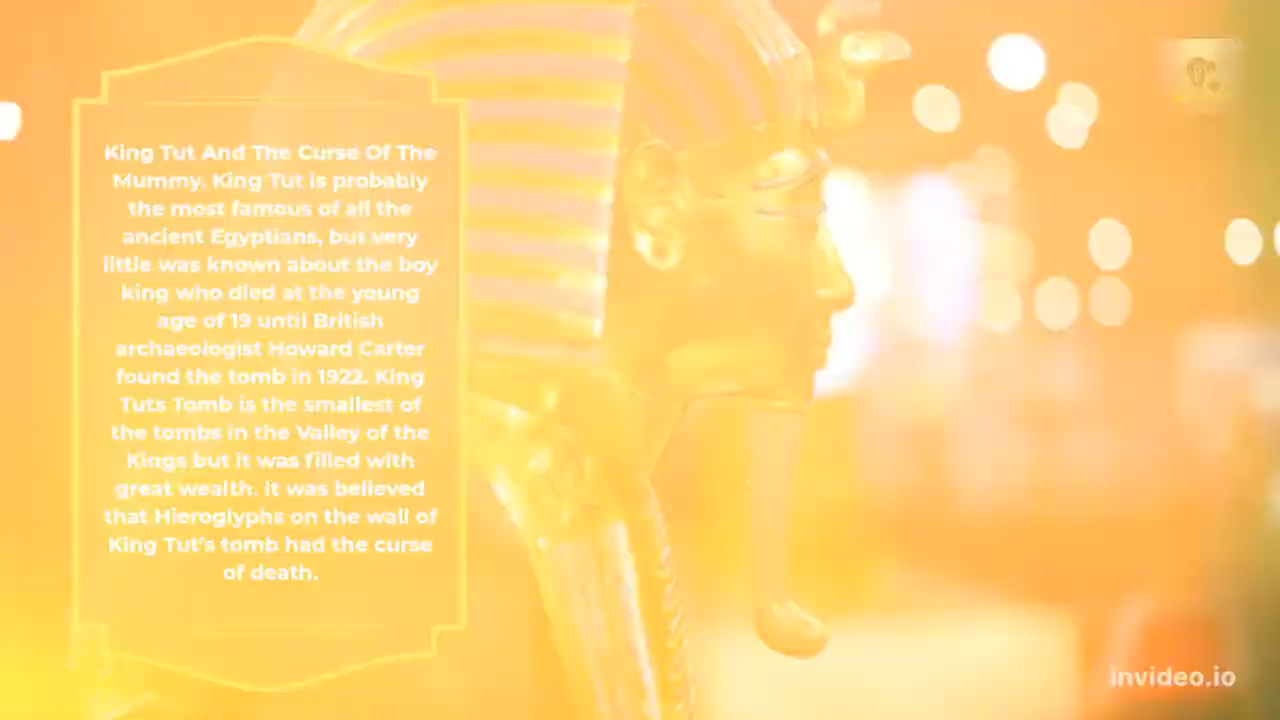 King Tut And The Curse Of The
Mummy. King Tut is probably
the most famous of all the
ancient Egyptians, but very
little was known about the boy
king who died at the young
age of 19 until British
archaeologist Howard Carter
found the tomb in 1922. King
Tuts Tomb is the smallest of
the tombs in the Valley of the
Kings but it was filled with
great wealth. It was believed
that Hieroglyphs on the wall of
King Tut's tomb had the curse
of death.
invideo.io